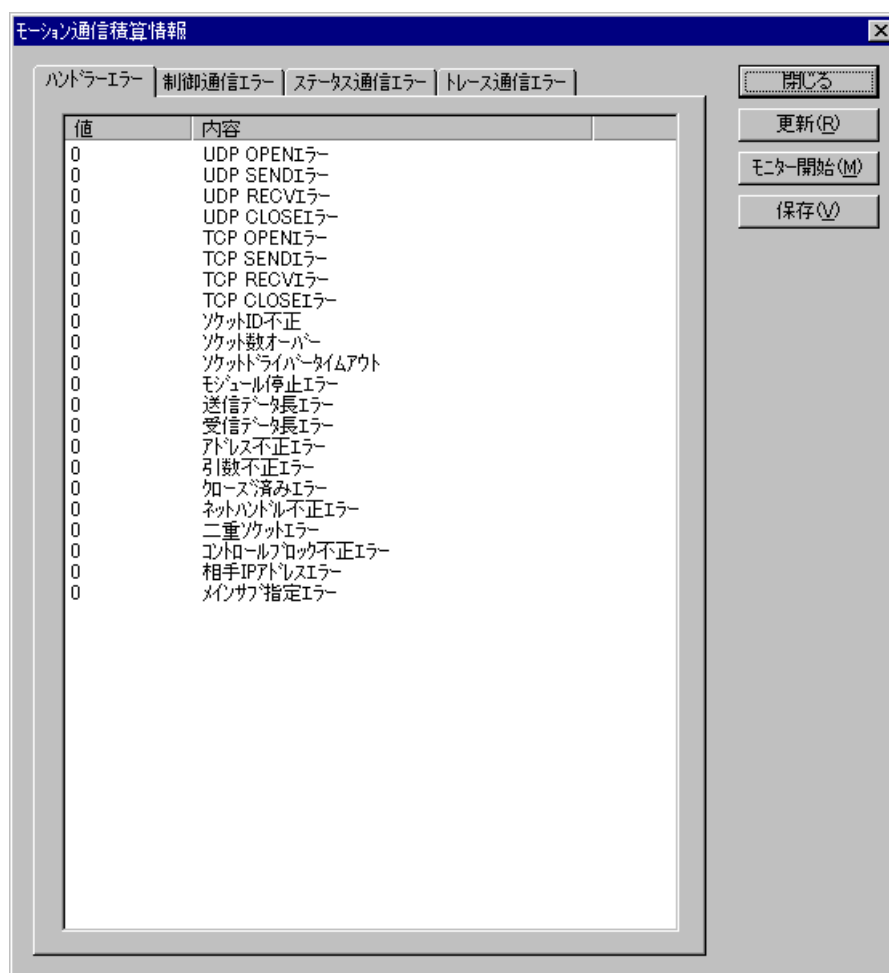 モーション通信積算情報
ハンドラーエラー 制御通信エラー ステータス通信エラー トレース通信エラー
閉じる
更新(R)
モニター開始(M)
保存(V)
値 内容
0 UDP OPENエラー
0 UDP SENDエラー
0 UDP RECVエラー
0 UDP CLOSEエラー
0 TCP OPENエラー
0 TCP SENDエラー
0 TCP RECVエラー
0 TCP CLOSEエラー
0 ソケットID不正
0 ソケット数オーバー
0 ソケットドライバータイムアウト
0 モジュール停止エラー
0 送信データ長エラー
0 受信データ長エラー
0 アドレス不正エラー
0 引数不正エラー
0 クローズ済みエラー
0 ネットハンドル不正エラー
0 二重ソケットエラー
0 コントロールブロック不正エラー
0 相手IPアドレスエラー
0 メインサブ指定エラー